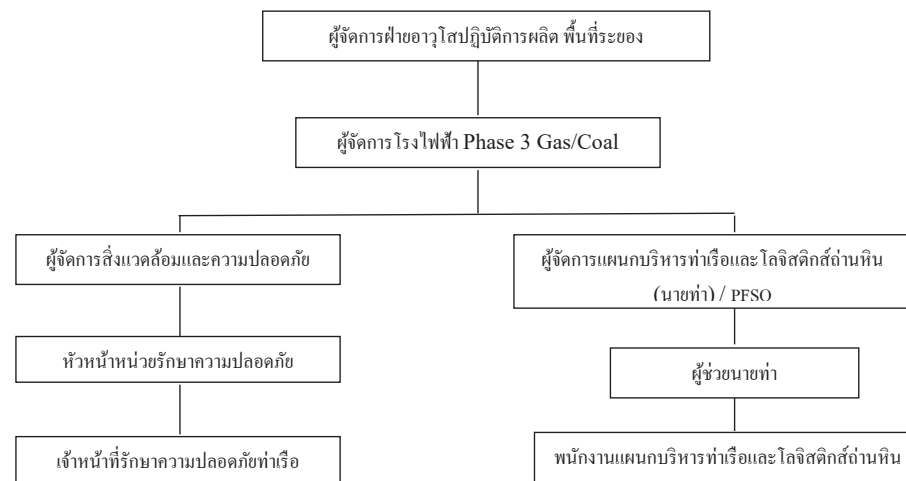 ผู้จัดการฝ่ายอาวุโสปฏิบัติการผลิต พื้นที่ระยอง
ผู้จัดการโรงไฟฟ้า Phase 3 Gas/Coal
ผู้จัดการสิ่งแวดล้อมและความปลอดภัย
ผู้จัดการแผนกบริหารท่าเรือและโลจิสติกส์ถ่านหิน
(นายท่า) / PFSO
หัวหน้าหน่วยรักษาความปลอดภัย
ผู้ช่วยนายท่า
เจ้าหน้าที่รักษาความปลอดภัยท่าเรือ
พนักงานแผนกบริหารท่าเรือและโลจิสติกส์ถ่านหิน